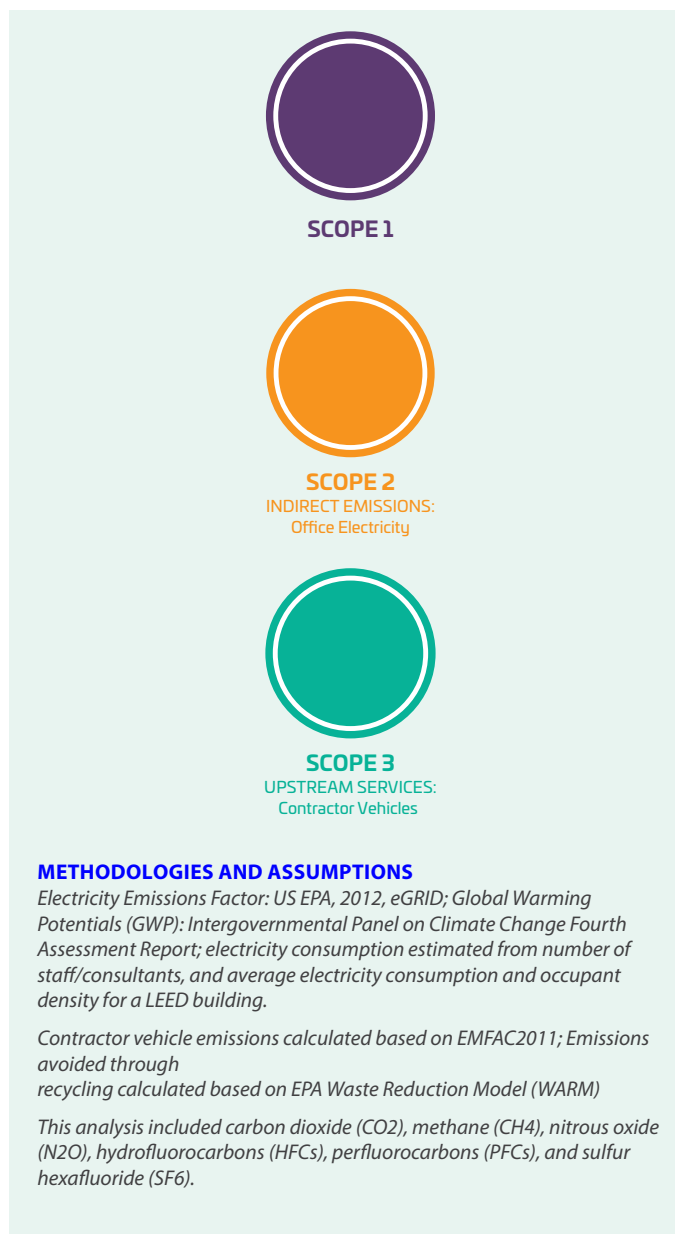 SCOPE 1
SCOPE 2
INDIRECT EMISSIONS:
Office Electricity
SCOPE 3
UPSTREAM SERVICES:
Contractor Vehicles
METHODOLOGIES AND ASSUMPTIONS
Electricity Emissions Factor: US EPA, 2012, eGRID; Global Warming
Potentials (GWP): Intergovernmental Panel on Climate Change Fourth
Assessment Report; electricity consumption estimated from number of
staff/consultants, and average electricity consumption and occupant
density for a LEED building.
Contractor vehicle emissions calculated based on EMFAC2011; Emissions
avoided through
recycling calculated based on EPA Waste Reduction Model (WARM)
This analysis included carbon dioxide (CO2), methane (CH4), nitrous oxide
(N2O), hydrofluorocarbons (HFCs), perfluorocarbons (PFCs), and sulfur
hexafluoride (SF6).